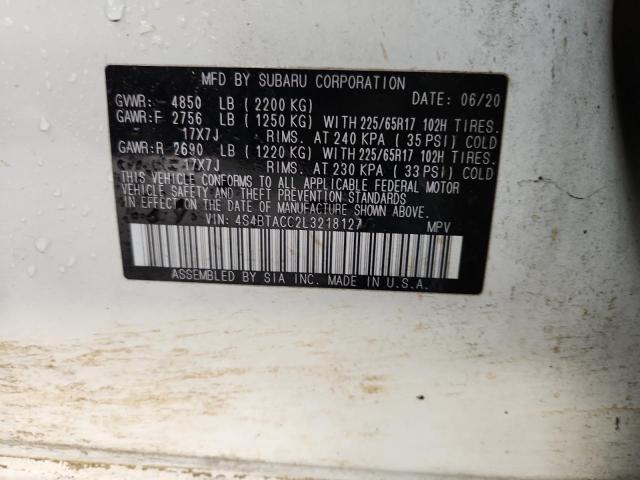 MFD BY SUBARU CORPORATION
GVWR: 4850 LB ( 2200 KG) DATE: 06/20
GAWR:F 2756 LB ( 1250 KG) WITH 225/65R17 102H TIRES.
17X7J RIMS. AT 240 KPA ( 35 PSI) COLD
GAWR:R 2690 LB ( 1220 KG) WITH 225/65R17 102H TIRES.
17X7J RIMS. AT 230 KPA ( 33 PSI) COLD
THIS VEHICLE CONFORMS TO ALL APPLICABLE FEDERAL MOTOR
VEHICLE SAFETY AND THEFT PREVENTION STANDARDS
IN EFFECT ON THE DATE OF MANUFACTURE SHOWN
ABOVE.
VIN: 4S4BTACC2L3218127 MPV
ASSEMBLED BY SIA INC. MADE IN U.S.A.